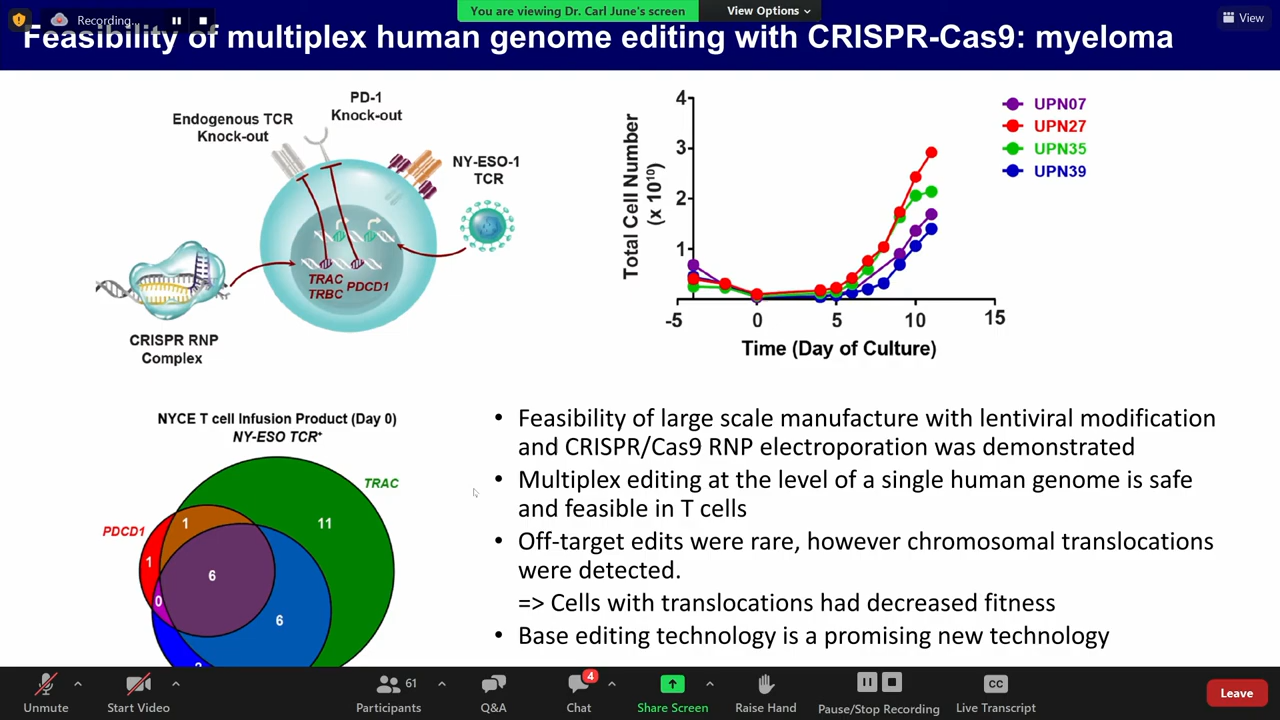 Recording...
You are viewing Dr. Carl June's screen
View Options
View
Feasibility of multiplex human genome editing with CRISPR-Cas9: myeloma
Endogenous TCR
Knock-out
PD-1
Knock-out
NY-ESO-1
TCR
TRAC
TRBC
PDCD1
CRISPR RNP
Complex
Total Cell Number
(x 10¹⁰)
4
3
2
1
-5
0
5
10
15
Time (Day of Culture)
UPN07
UPN27
UPN35
UPN39
NYCE T cell Infusion Product (Day 0)
NY-ESO TCR⁺
TRAC
PDCD1
1
11
1
6
0
6
• Feasibility of large scale manufacture with lentiviral modification
and CRISPR/Cas9 RNP electroporation was demonstrated
• Multiplex editing at the level of a single human genome is safe
and feasible in T cells
• Off-target edits were rare, however chromosomal translocations
were detected.
=> Cells with translocations had decreased fitness
• Base editing technology is a promising new technology
Unmute
Start Video
61
Participants
Q&A
4
Chat
Share Screen
Raise Hand
Pause/Stop Recording
CC
Live Transcript
Leave